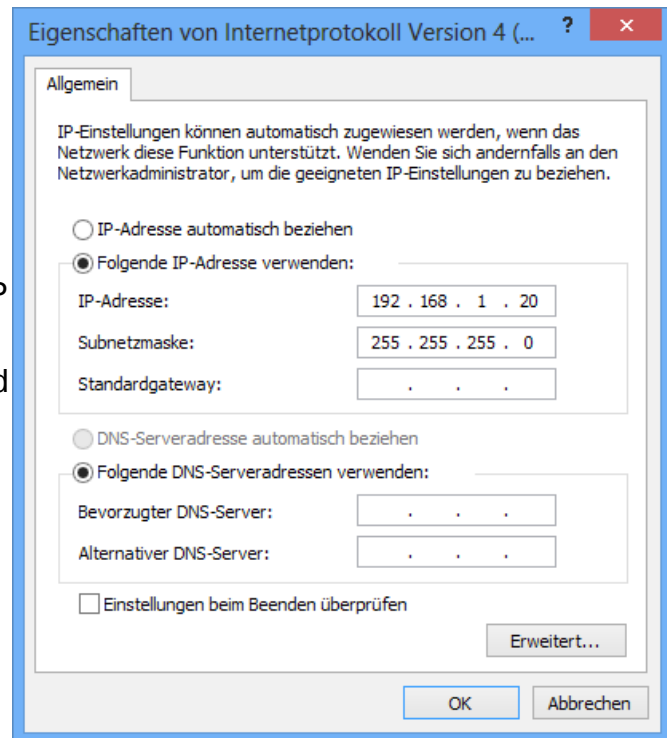 Eigenschaften von Internetprotokoll Version 4 (... ? ×
Allgemein
IP-Einstellungen können automatisch zugewiesen werden, wenn das
Netzwerk diese Funktion unterstützt. Wenden Sie sich andernfalls an den
Netzwerkadministrator, um die geeigneten IP-Einstellungen zu beziehen.
IP-Adresse automatisch beziehen
Folgende IP-Adresse verwenden:
IP-Adresse: 192 . 168 . 1 . 20
Subnetzmaske: 255 . 255 . 255 . 0
Standardgateway: . . .
DNS-Serveradresse automatisch beziehen
Folgende DNS-Serveradressen verwenden:
Bevorzugter DNS-Server: . . .
Alternativer DNS-Server: . . .
Einstellungen beim Beenden überprüfen
Erweitert...
OK Abbrechen